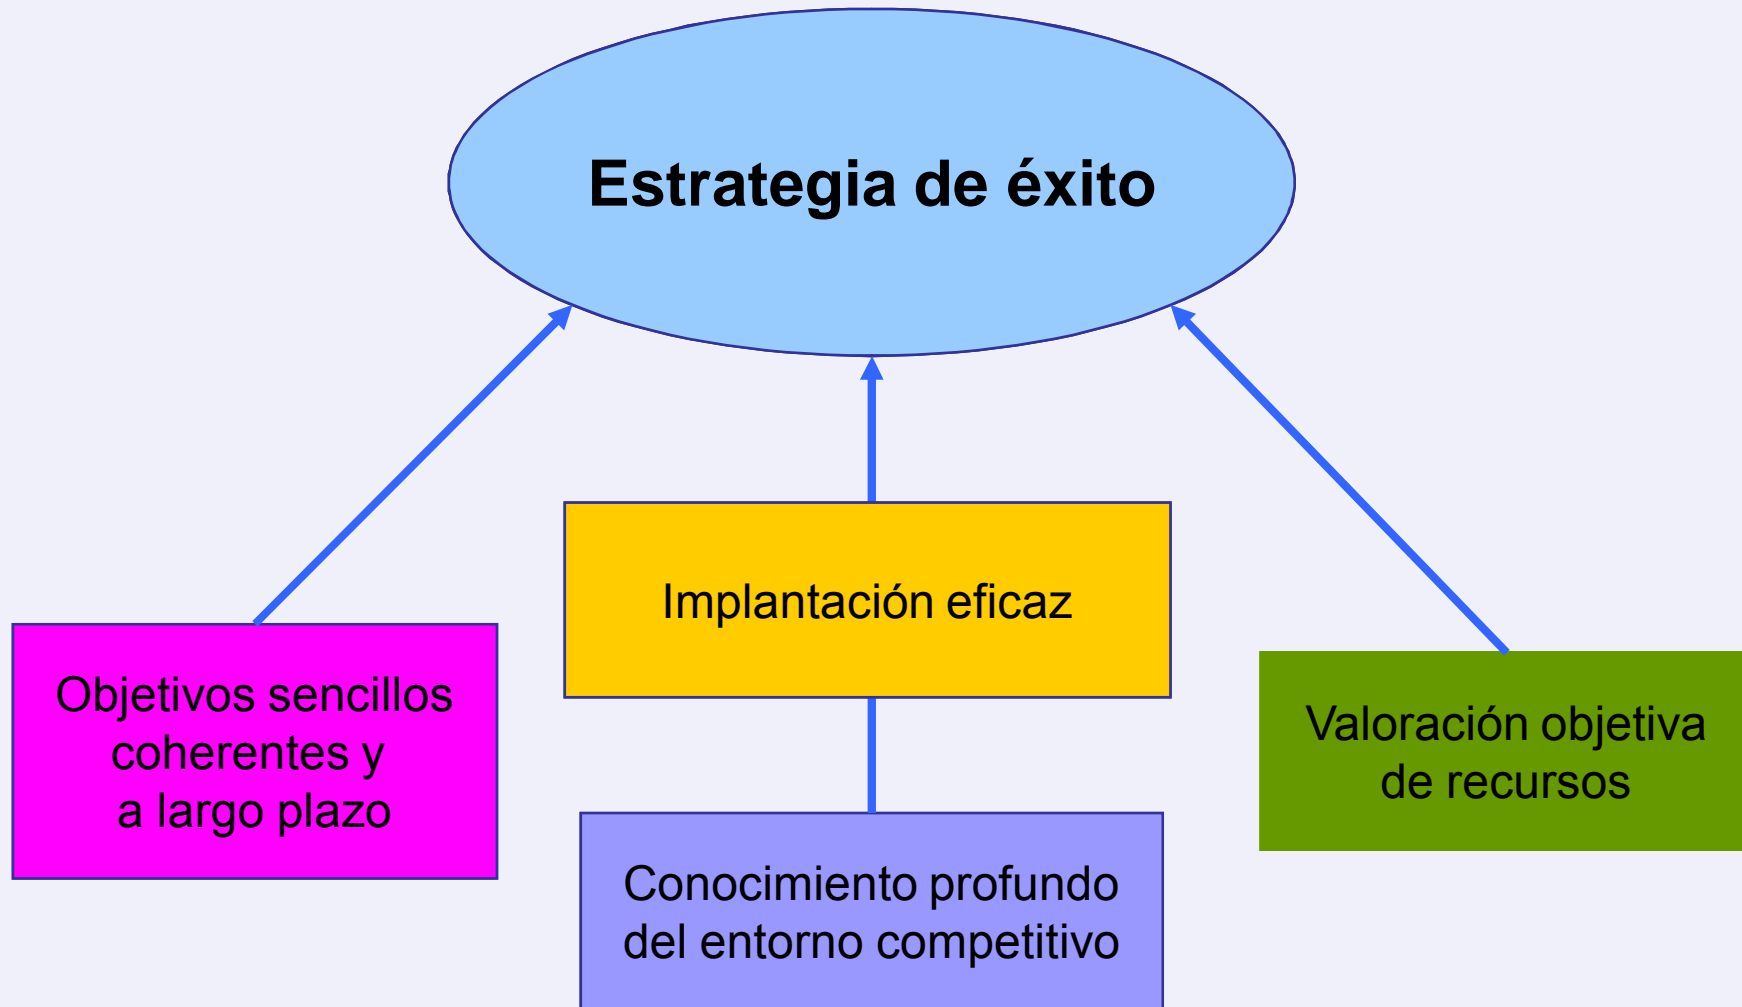 Estrategia de éxito
Implantación eficaz
Objetivos sencillos
coherentes y
a largo plazo
Valoración objetiva
de recursos
Conocimiento profundo
del entorno competitivo